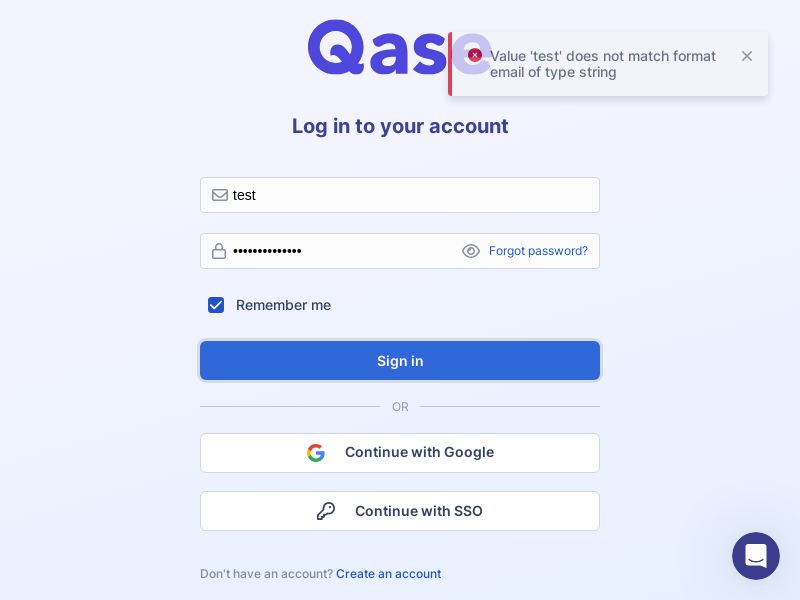 Qase
Value 'test' does not match format
email of type string
Log in to your account
test
••••••••••••••
Forgot password?
Remember me
Sign in
OR
Continue with Google
Continue with SSO
Don't have an account? Create an account